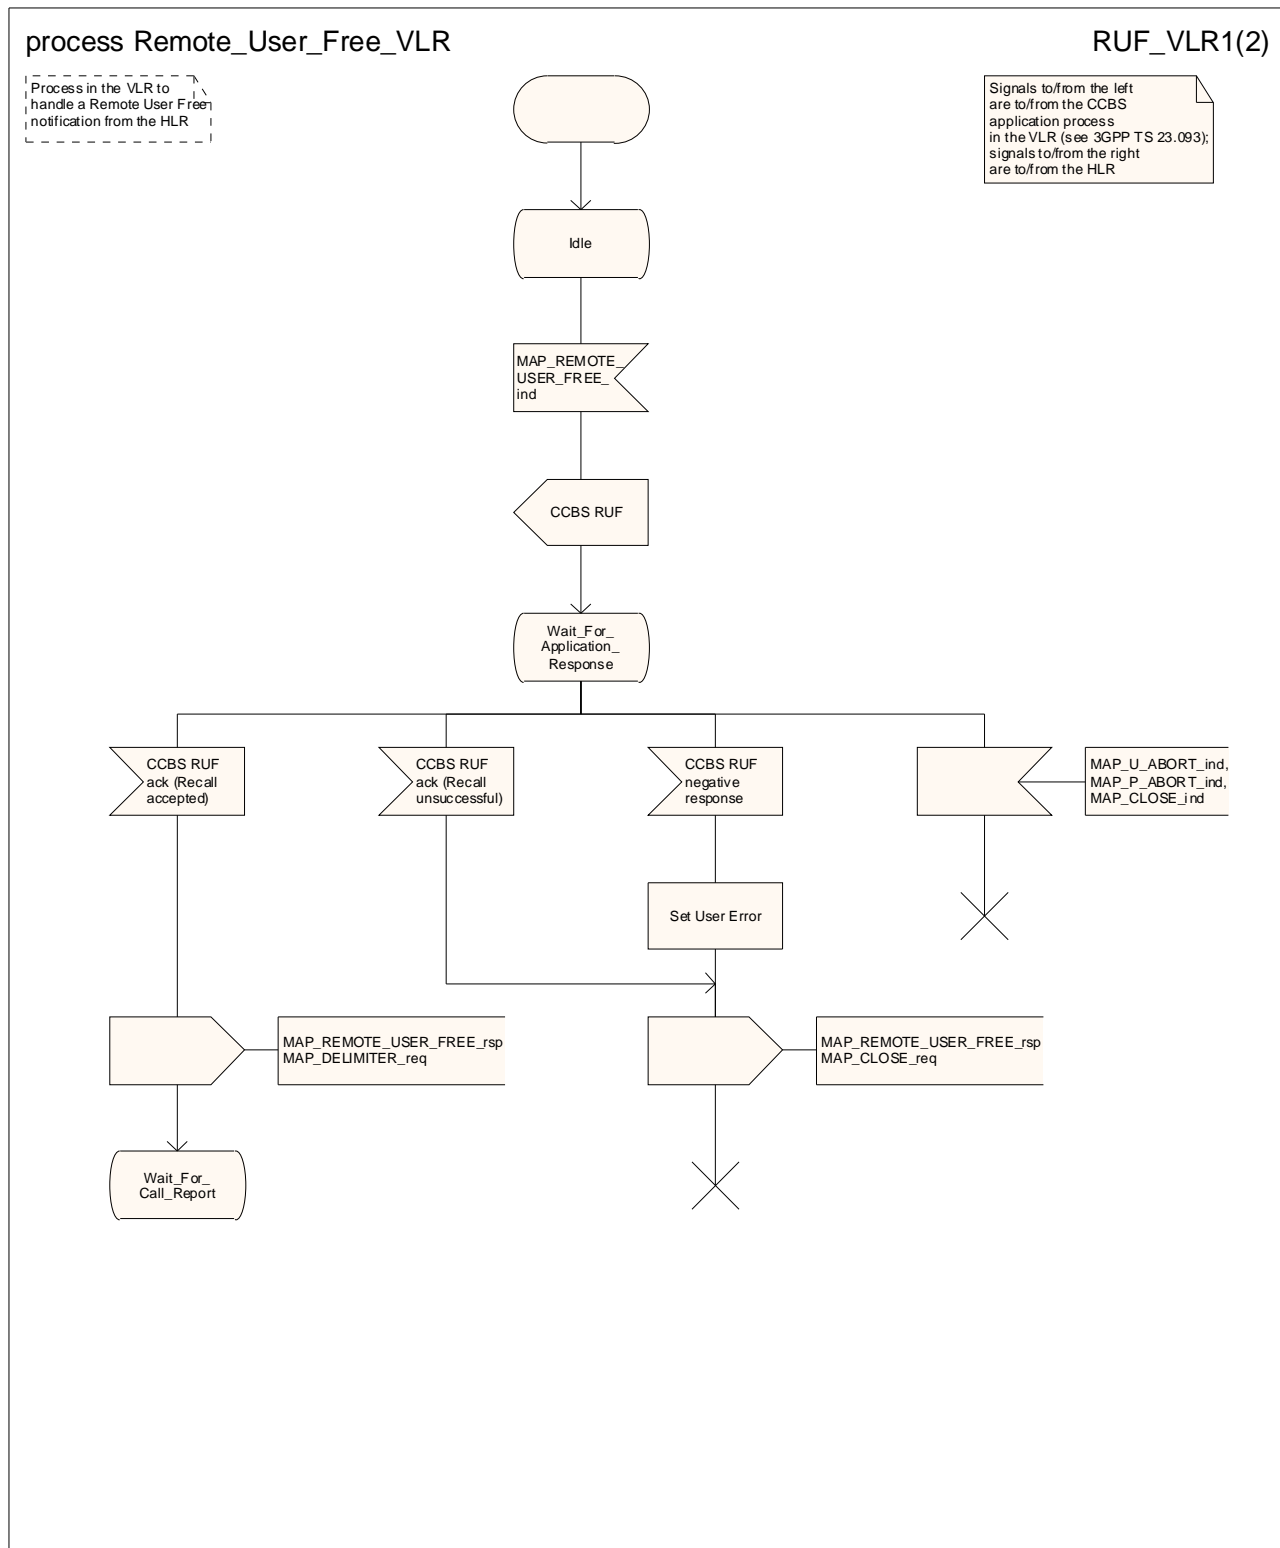 process Remote_User_Free_VLR
RUF_VLR1(2)
Process in the VLR to
handle a Remote User Free
notification from the HLR
Signals to/from the left
are to/from the CCBS
application process
in the VLR (see 3GPP TS 23.093);
signals to/from the right
are to/from the HLR
Idle
MAP_REMOTE_
USER_FREE_
ind
CCBS RUF
Wait_For_
Application_
Response
CCBS RUF
ack (Recall
accepted)
CCBS RUF
ack (Recall
unsuccessful)
CCBS RUF
negative
response
MAP_U_ABORT_ind,
MAP_P_ABORT_ind,
MAP_CLOSE_ind
Set User Error
MAP_REMOTE_USER_FREE_rsp
MAP_DELIMITER_req
MAP_REMOTE_USER_FREE_rsp
MAP_CLOSE_req
Wait_For_
Call_Report